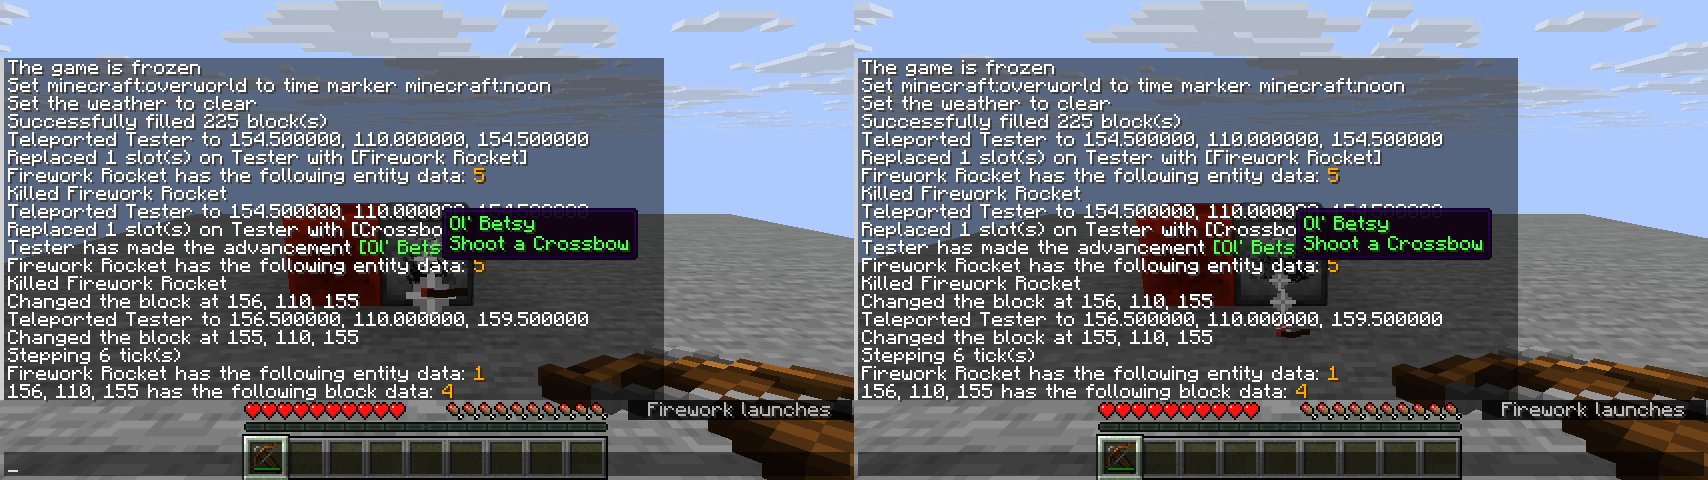 The game is frozen
Set minecraft:overworld to time marker minecraft:noon
Set the weather to clear
Successfully filled 225 block(s)
Teleported Tester to 154.500000, 110.000000, 154.500000
Replaced 1 slot(s) on Tester with [Firework Rocket]
Firework Rocket has the following entity data: 5
Killed Firework Rocket
Teleported Tester to 154.500000, 110.000000, 154.500000
Replaced 1 slot(s) on Tester with [Crossbo
Tester has made the advancement [Ol' Bets
Ol' Betsy
Shoot a Crossbow
Firework Rocket has the following entity data: 5
Killed Firework Rocket
Changed the block at 156, 110, 155
Teleported Tester to 156.500000, 110.000000, 159.500000
Changed the block at 155, 110, 155
Stepping 6 tick(s)
Firework Rocket has the following entity data: 1
156, 110, 155 has the following block data: 4
Firework launches
_
The game is frozen
Set minecraft:overworld to time marker minecraft:noon
Set the weather to clear
Successfully filled 225 block(s)
Teleported Tester to 154.500000, 110.000000, 154.500000
Replaced 1 slot(s) on Tester with [Firework Rocket]
Firework Rocket has the following entity data: 5
Killed Firework Rocket
Teleported Tester to 154.500000, 110.000000, 154.500000
Replaced 1 slot(s) on Tester with [Crossbo
Tester has made the advancement [Ol' Bets
Ol' Betsy
Shoot a Crossbow
Firework Rocket has the following entity data: 5
Killed Firework Rocket
Changed the block at 156, 110, 155
Teleported Tester to 156.500000, 110.000000, 159.500000
Changed the block at 155, 110, 155
Stepping 6 tick(s)
Firework Rocket has the following entity data: 1
156, 110, 155 has the following block data: 4
Firework launches